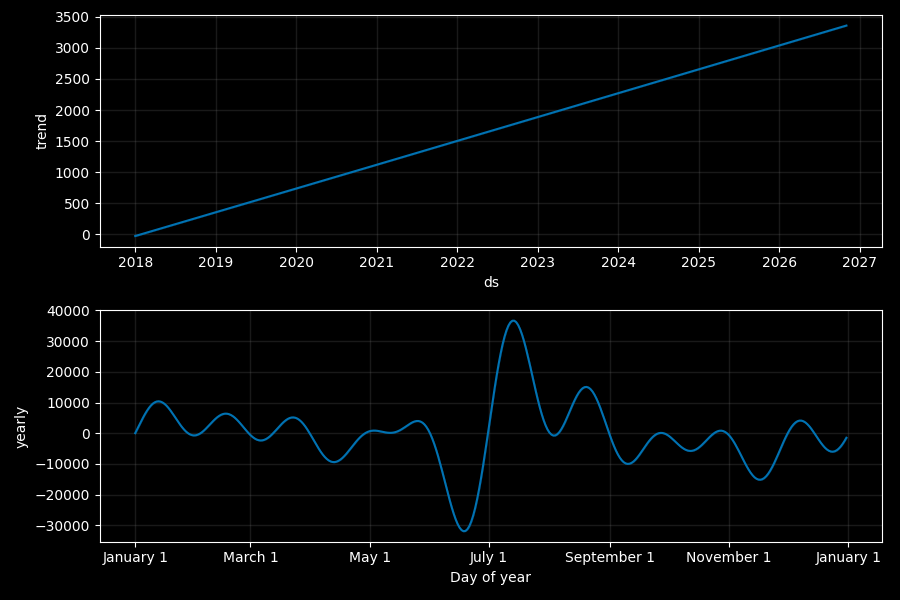 3500
3000
2500
2000
1500
1000
500
0
trend
2018 2019 2020 2021 2022 2023 2024 2025 2026 2027
ds
40000
30000
20000
10000
0
−10000
−20000
−30000
yearly
January 1 March 1 May 1 July 1 September 1 November 1 January 1
Day of year